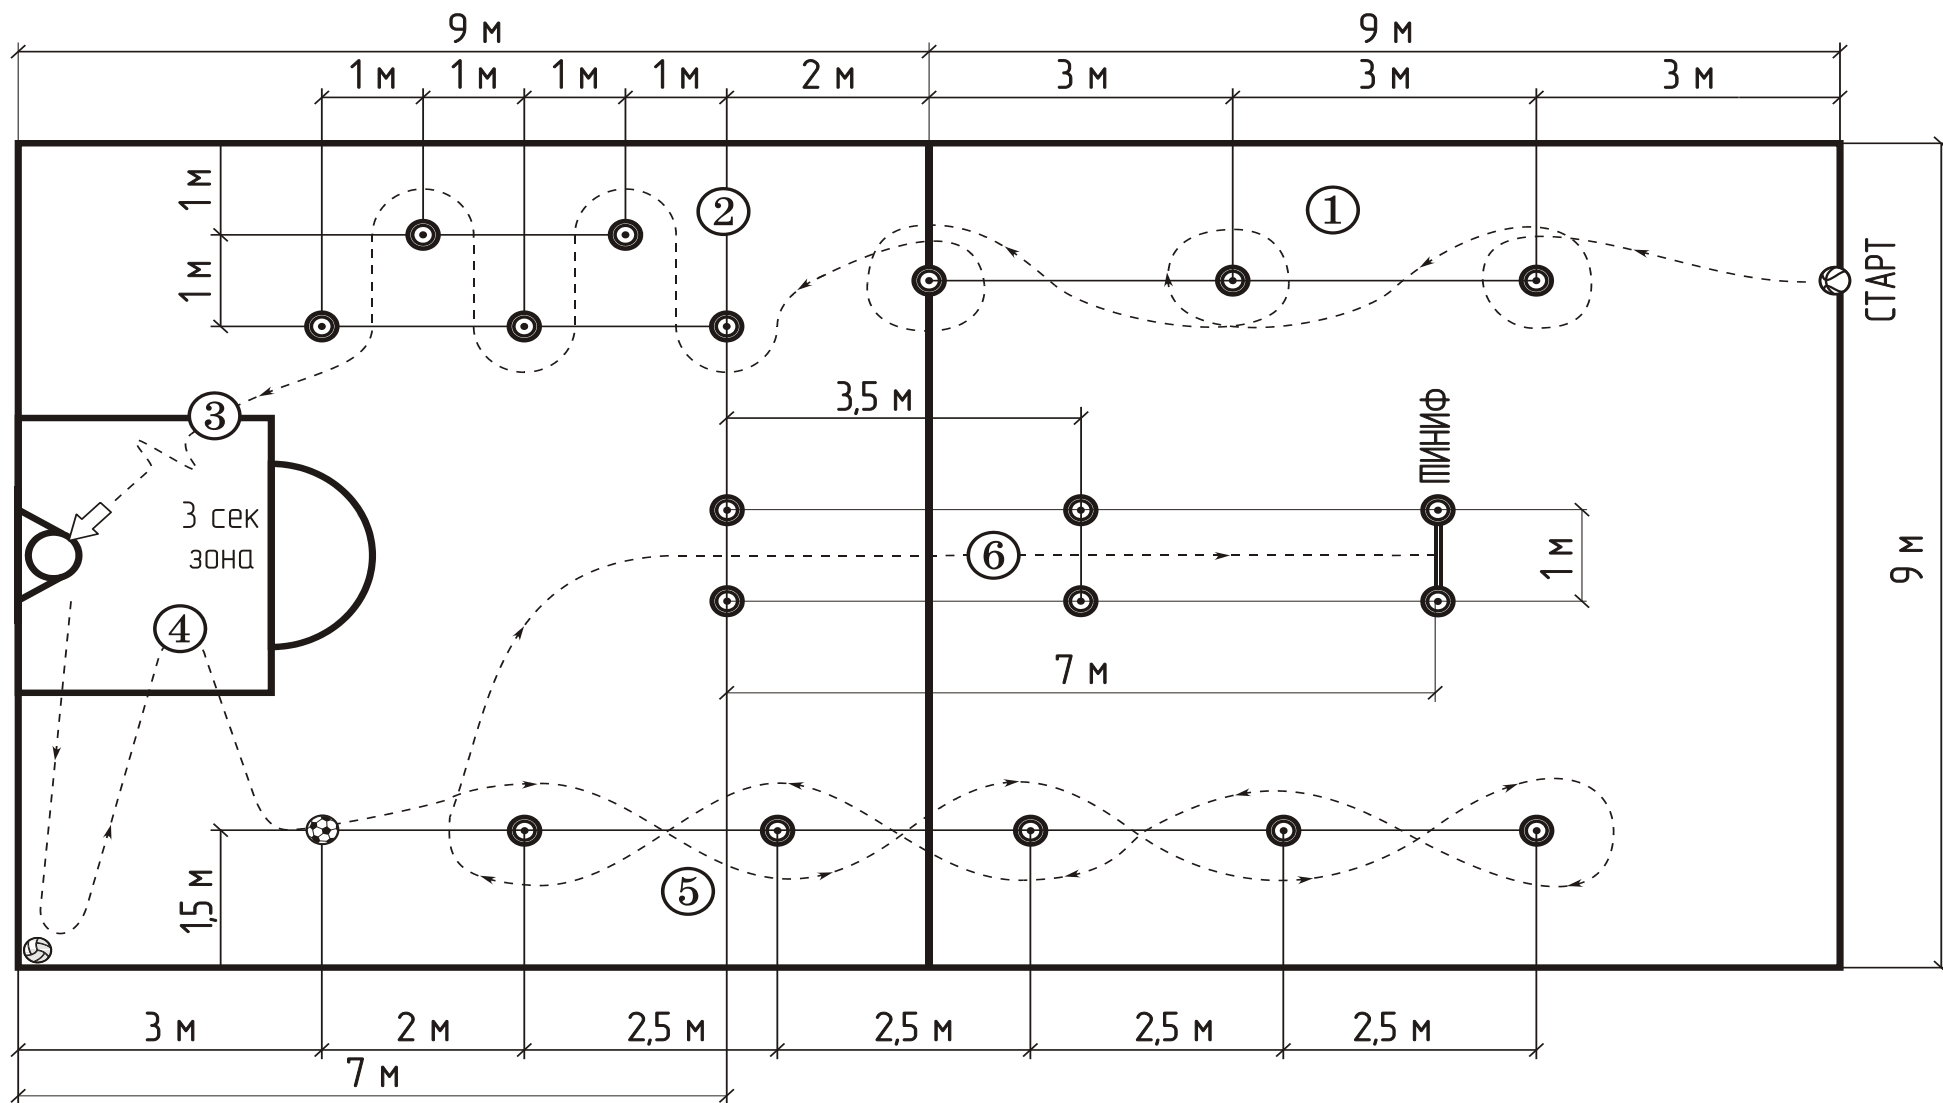 9 м
9 м
1 м
1 м
1 м
1 м
2 м
3 м
3 м
3 м
1 м
2
1
1 м
СТАРТ
3,5 м
3
ФИНИШ
3 сек
зона
6
1 м
9 м
4
7 м
5
1,5 м
3 м
2 м
2,5 м
2,5 м
2,5 м
2,5 м
7 м